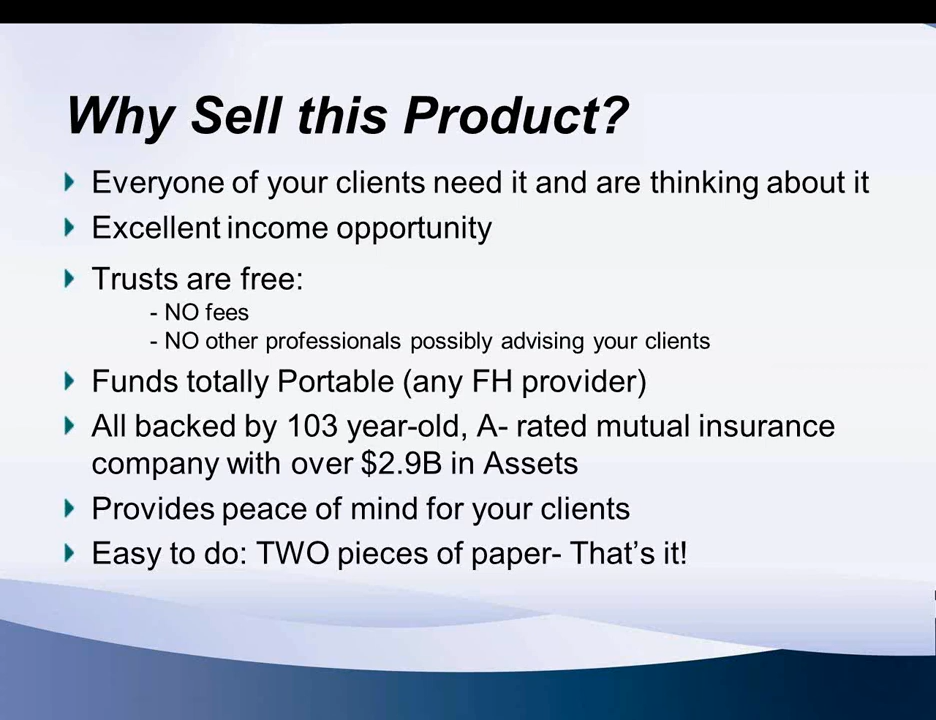 Why Sell this Product?
Everyone of your clients need it and are thinking about it
Excellent income opportunity
Trusts are free:
- NO fees
- NO other professionals possibly advising your clients
Funds totally Portable (any FH provider)
All backed by 103 year-old, A- rated mutual insurance
company with over $2.9B in Assets
Provides peace of mind for your clients
Easy to do: TWO pieces of paper- That’s it!